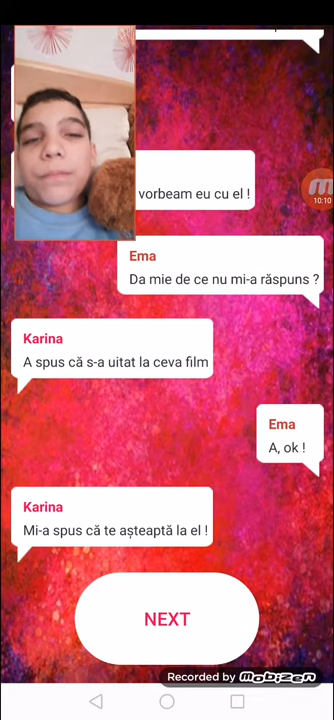 vorbeam eu cu el !
10:10
Ema
Da mie de ce nu mi-a răspuns ?
Karina
A spus că s-a uitat la ceva film
Ema
A, ok !
Karina
Mi-a spus că te așteaptă la el !
NEXT
Recorded by mobizen